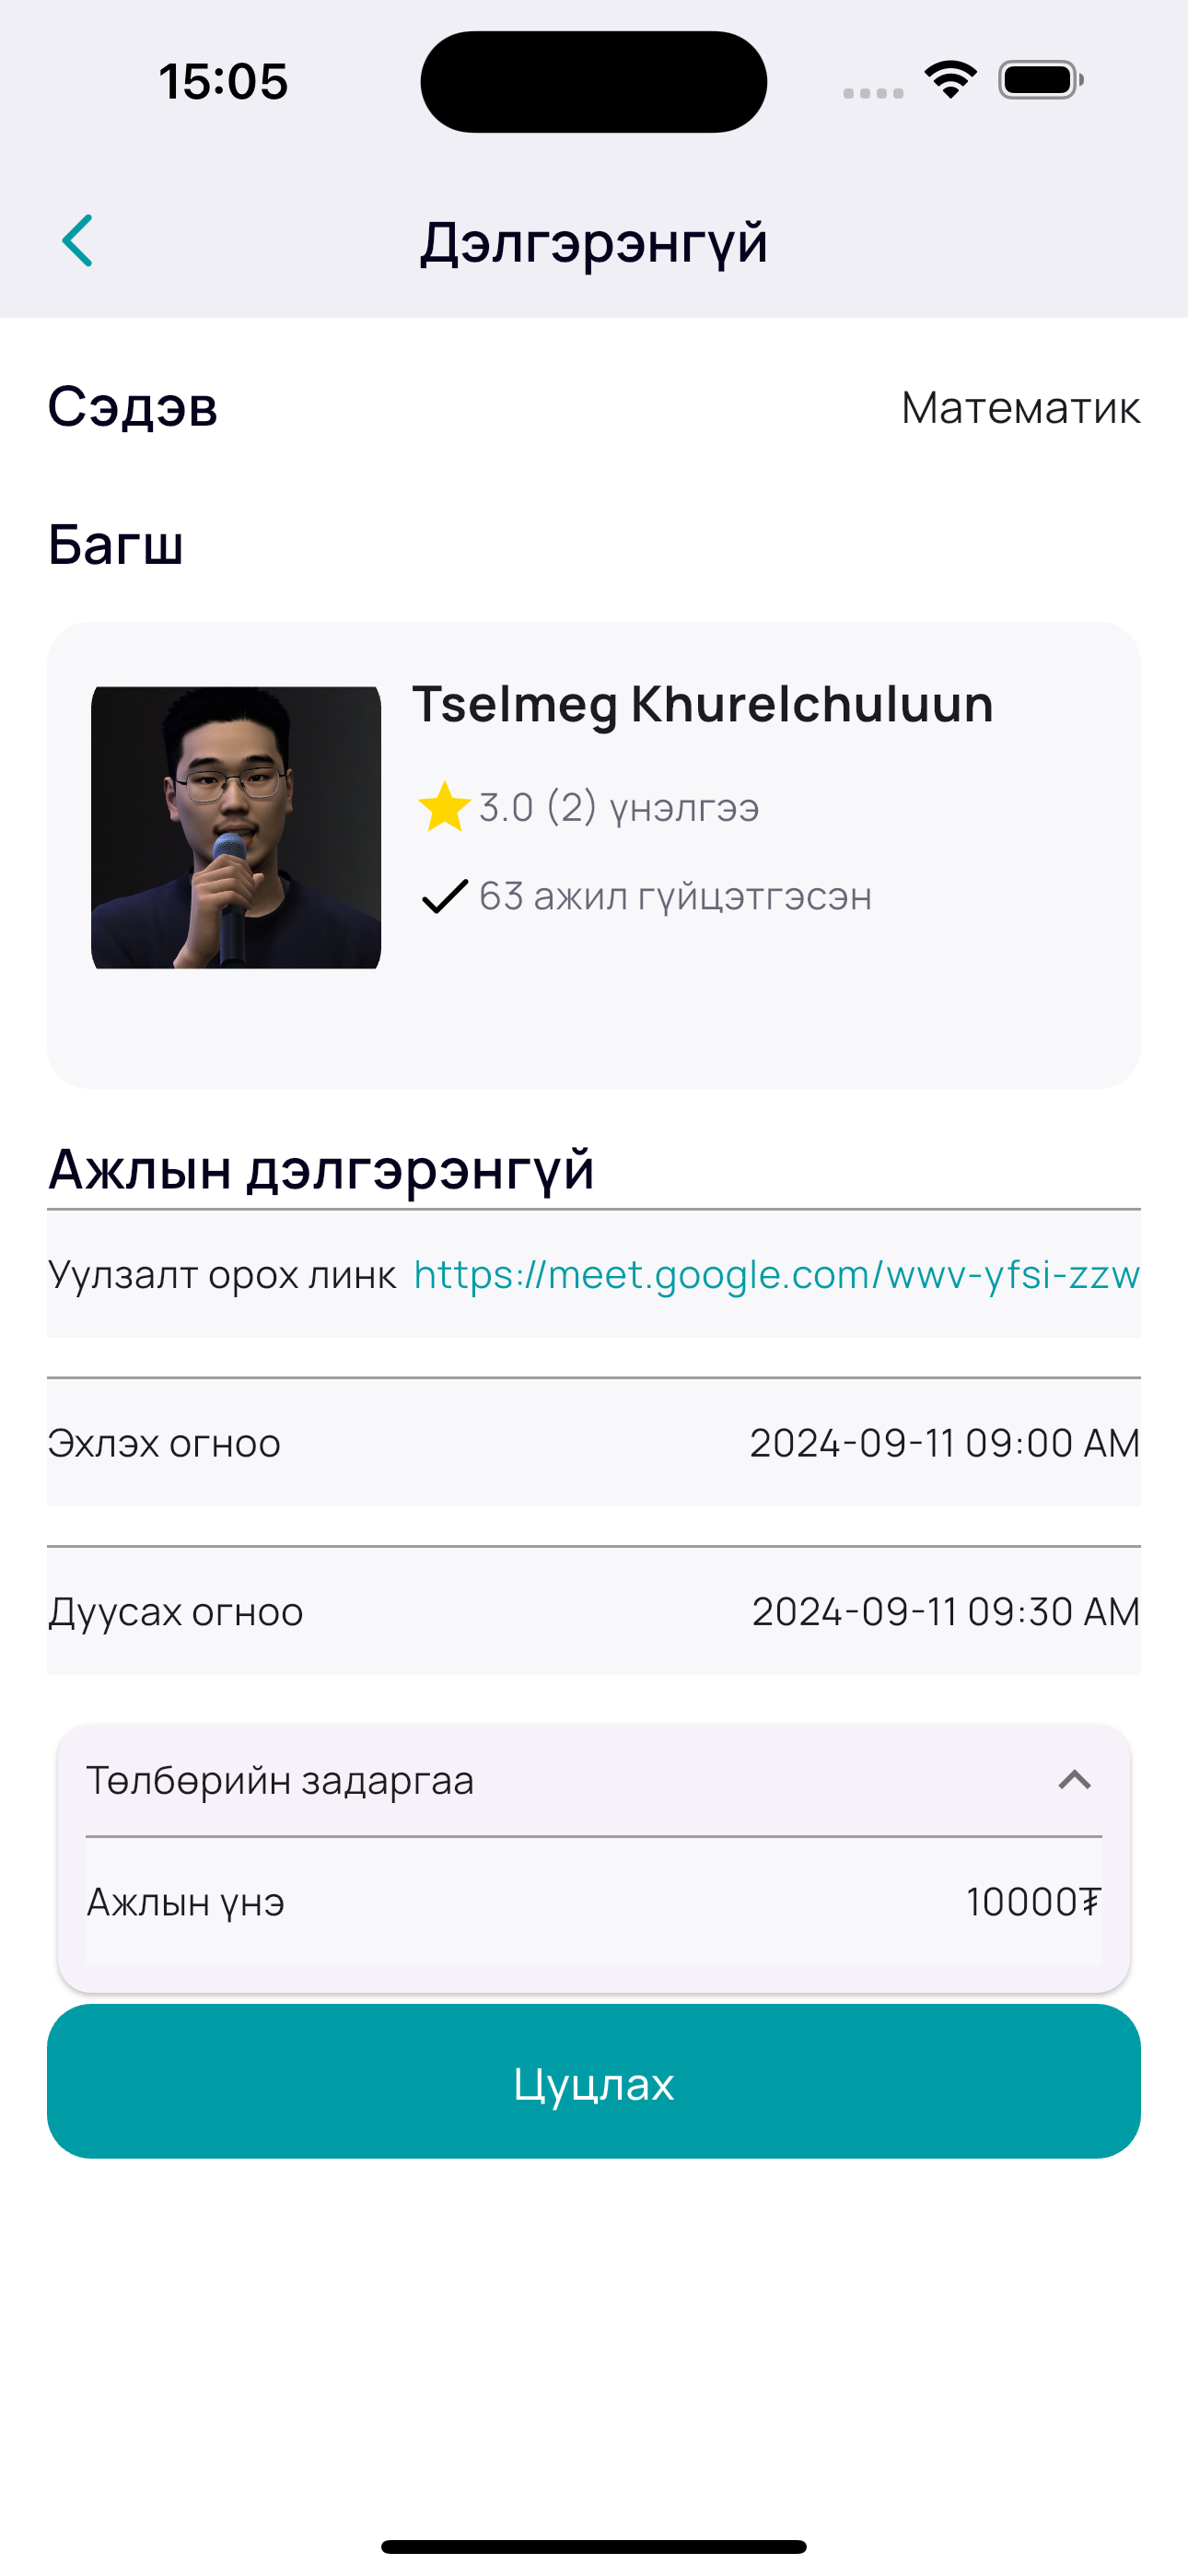 15:05
Дэлгэрэнгүй
Сэдэв Математик
Багш
Tselmeg Khurelchuluun
3.0 (2) үнэлгээ
63 ажил гүйцэтгэсэн
Ажлын дэлгэрэнгүй
Уулзалт орох линк https://meet.google.com/wwv-yfsi-zzw
Эхлэх огноо 2024-09-11 09:00 AM
Дуусах огноо 2024-09-11 09:30 AM
Төлбөрийн задаргаа
Ажлын үнэ 10000₮
Цуцлах